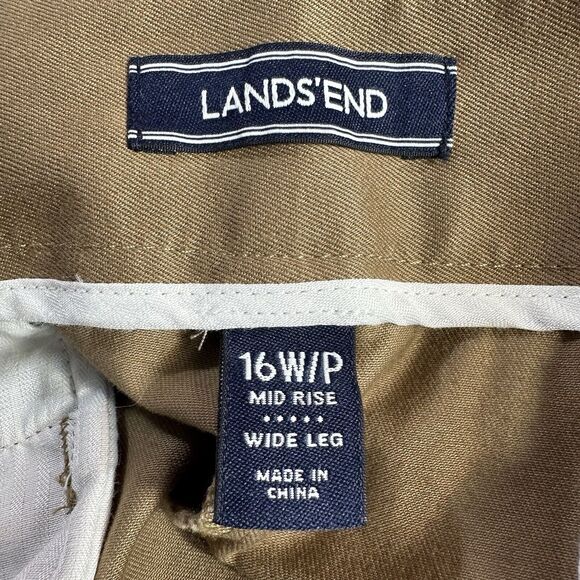 LANDS'END
16W/P
MID RISE
•••••
WIDE LEG
MADE IN
CHINA